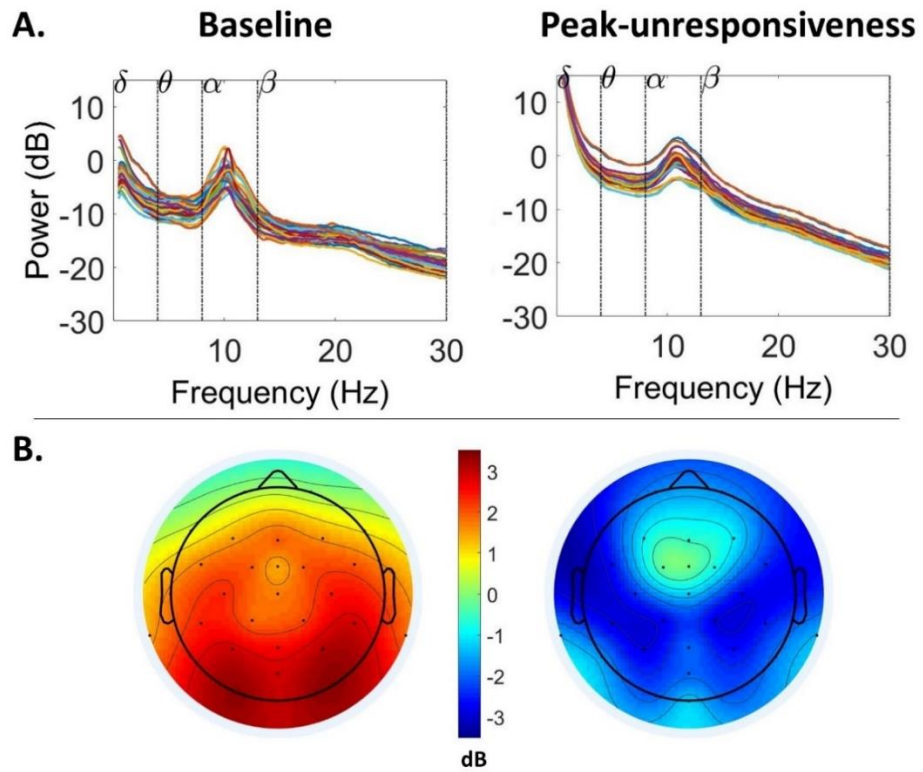 A. Baseline Peak-unresponsiveness
δ θ α β δ θ α β
10 10
0 0
-10 -10
-20 -20
-30 -30
Power (dB)
10 20 30 10 20 30
Frequency (Hz) Frequency (Hz)
B.
3
2
1
0
-1
-2
-3
dB